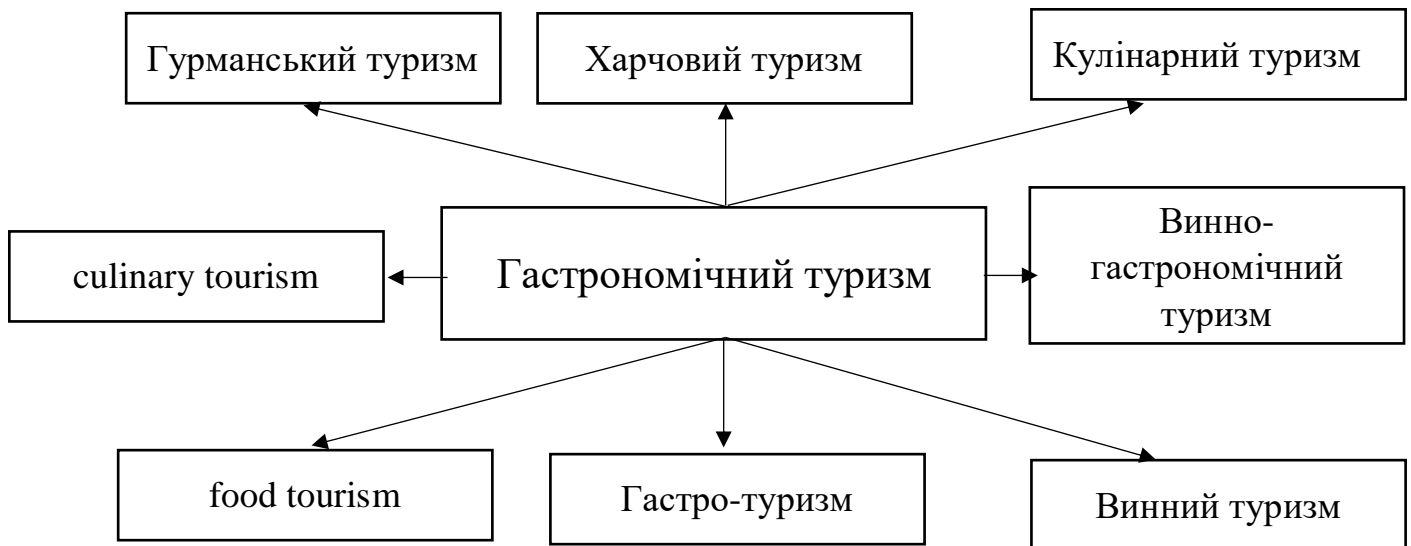 Гурманський туризм
Харчовий туризм
Кулінарний туризм
culinary tourism
Гастрономічний туризм
Винно-
гастрономічний
туризм
food tourism
Гастро-туризм
Винний туризм